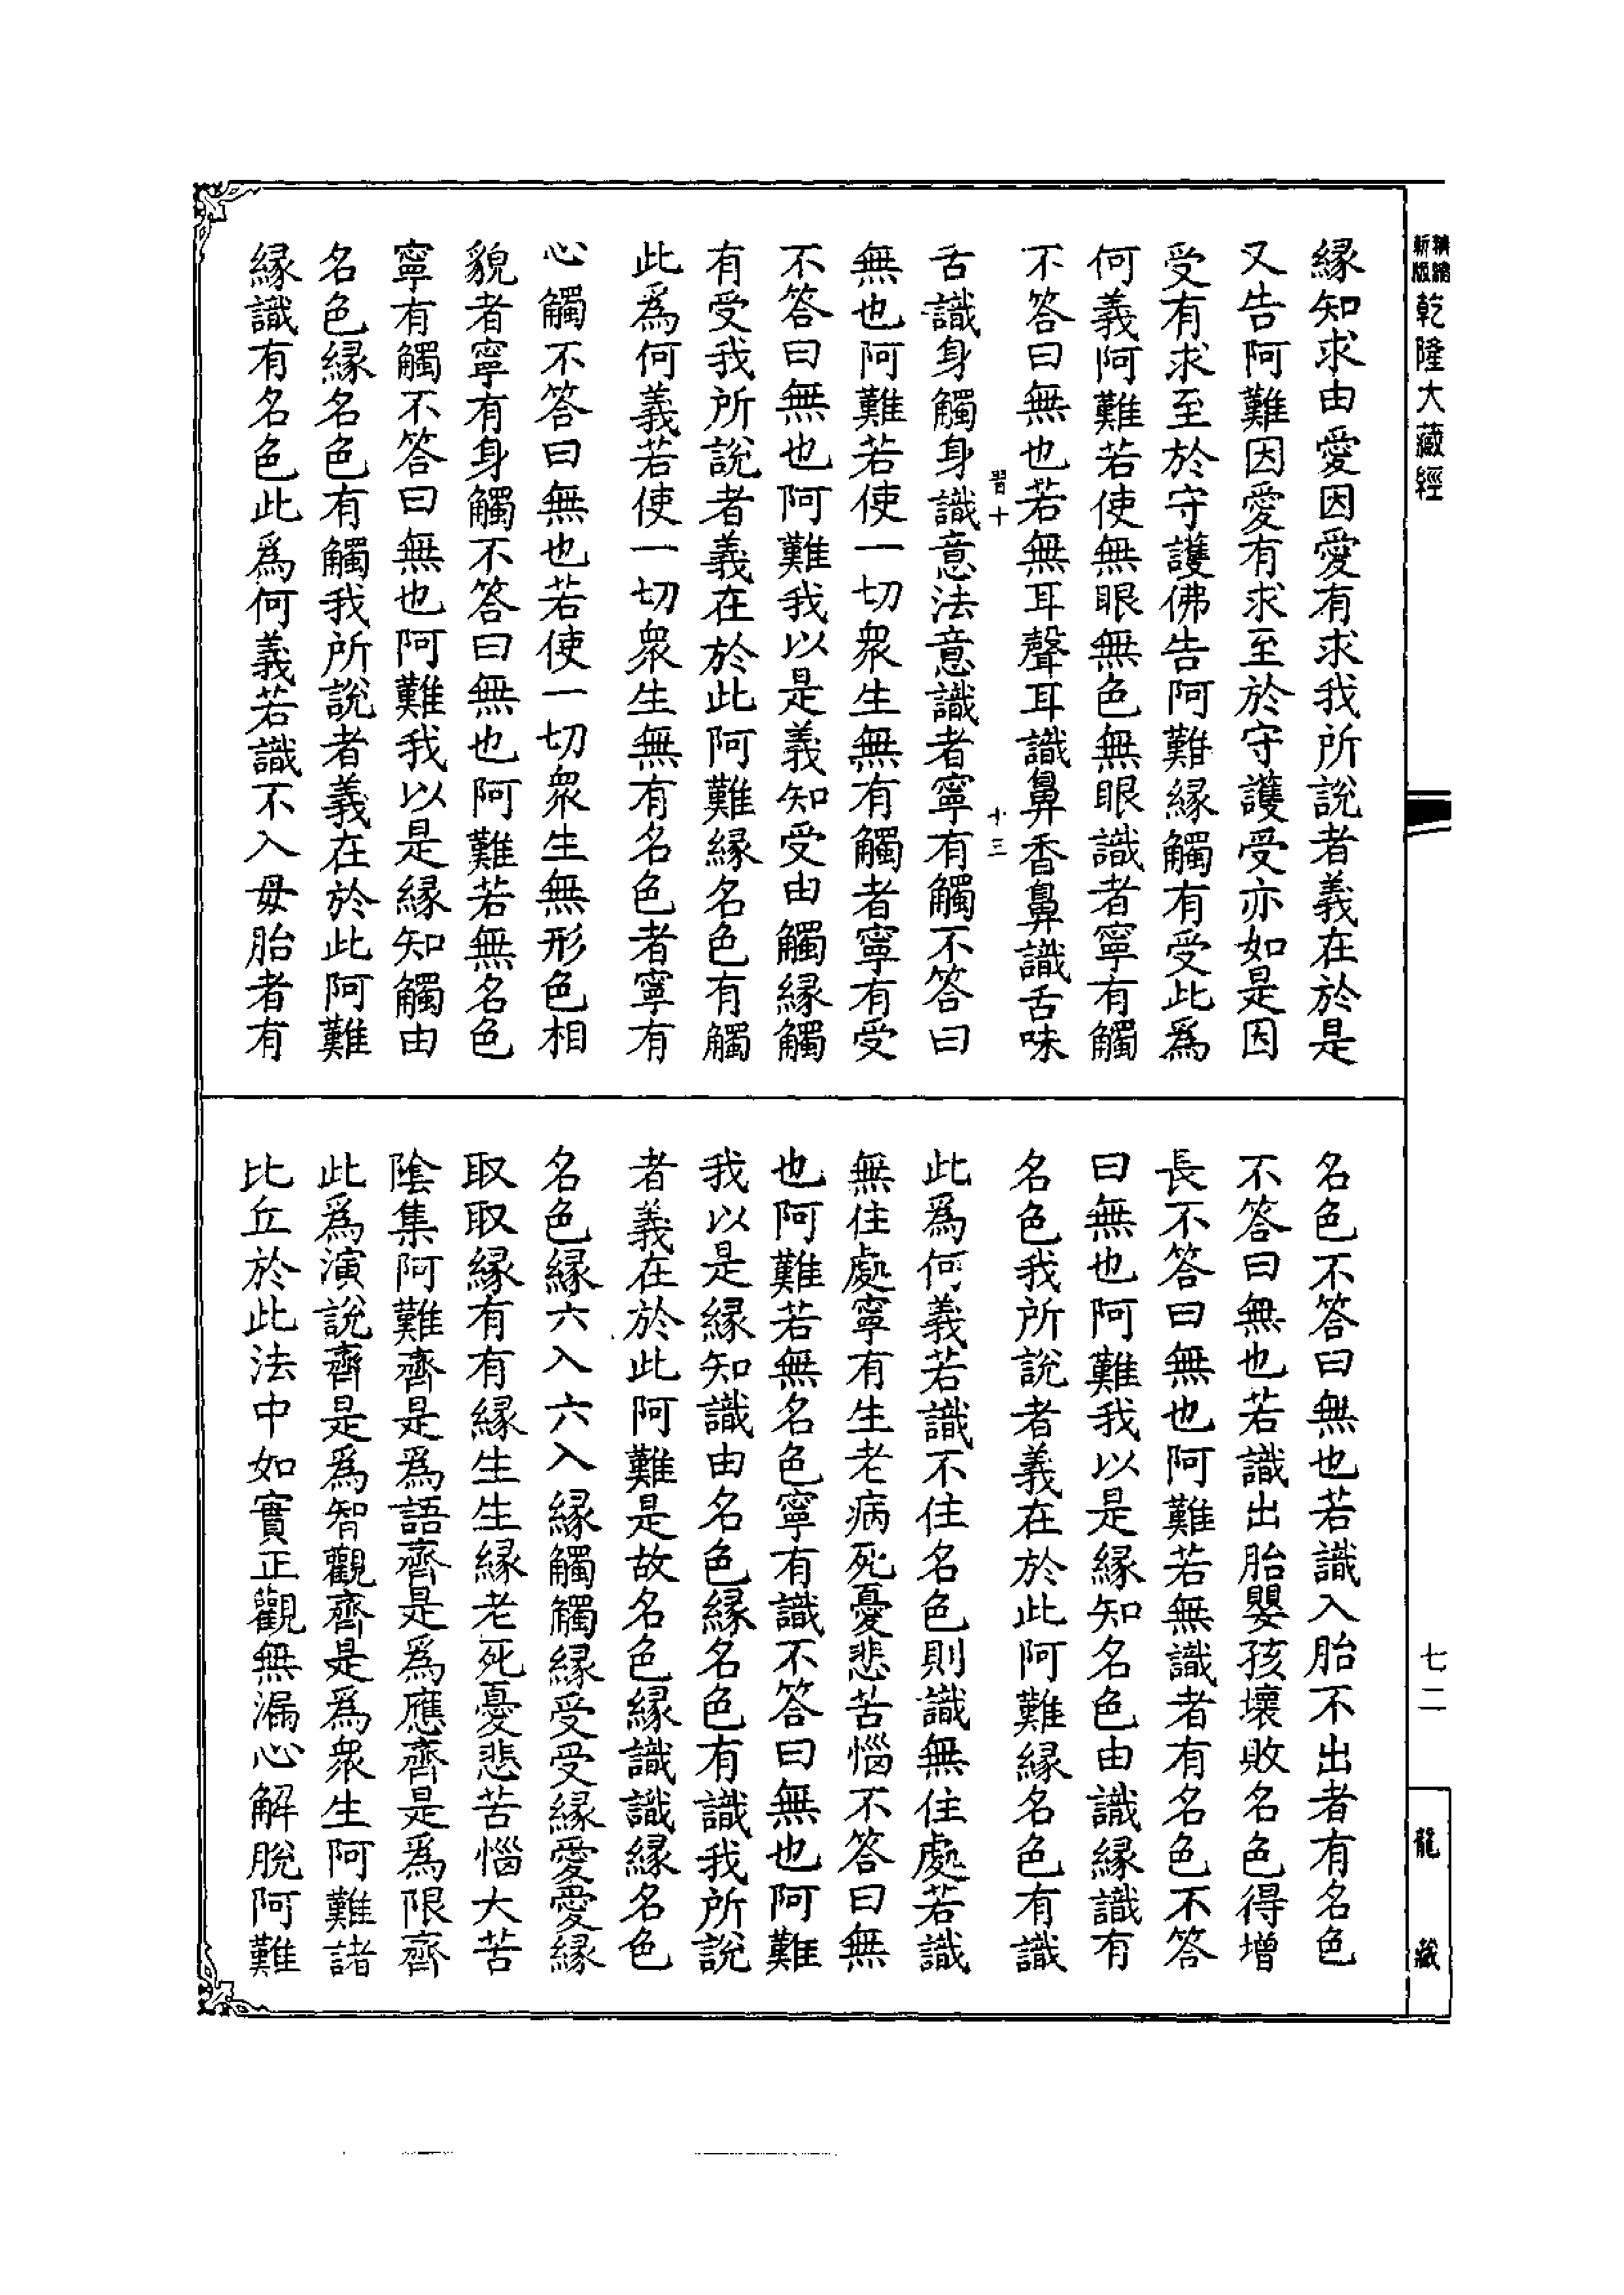 精縮新版
乾隆大藏經
緣知求由愛因愛有求我所說者義在於是
又告阿難因愛有求至於守護受亦如是因
受有求至於守護佛告阿難緣觸有受此爲
何義阿難若使無眼無色無眼識者寧有觸
不答曰無也若無耳聲耳識鼻香鼻識舌味
習十
十三
舌識身觸身識意法意識者寧有觸不答曰
無也阿難若使一切衆生無有觸者寧有受
不答曰無也阿難我以是義知受由觸緣觸
有受我所說者義在於此阿難緣名色有觸
此爲何義若使一切衆生無有名色者寧有
心觸不答曰無也若使一切衆生無形色相
貌者寧有身觸不答曰無也阿難若無名色
寧有觸不答曰無也阿難我以是緣知觸由
名色緣名色有觸我所說者義在於此阿難
緣識有名色此爲何義若識不入母胎者有
名色不答曰無也若識入胎不出者有名色
不答曰無也若識出胎嬰孩壞敗名色得增
長不答曰無也阿難若無識者有名色不答
曰無也阿難我以是緣知名色由識緣識有
名色我所說者義在於此阿難緣名色有識
此爲何義若識不住名色則識無住處若識
無住處寧有生老病死憂悲苦惱不答曰無
也阿難若無名色寧有識不答曰無也阿難
我以是緣知識由名色緣名色有識我所說
者義在於此阿難是故名色緣識識緣名色
名色緣六入六入緣觸觸緣受受緣愛愛緣
取取緣有有緣生生緣老死憂悲苦惱大苦
陰集阿難齊是爲語齊是爲應齊是爲限齊
此爲演說齊是爲智觀齊是爲衆生阿難諸
比丘於此法中如實正觀無漏心解脫阿難
七二
龍藏